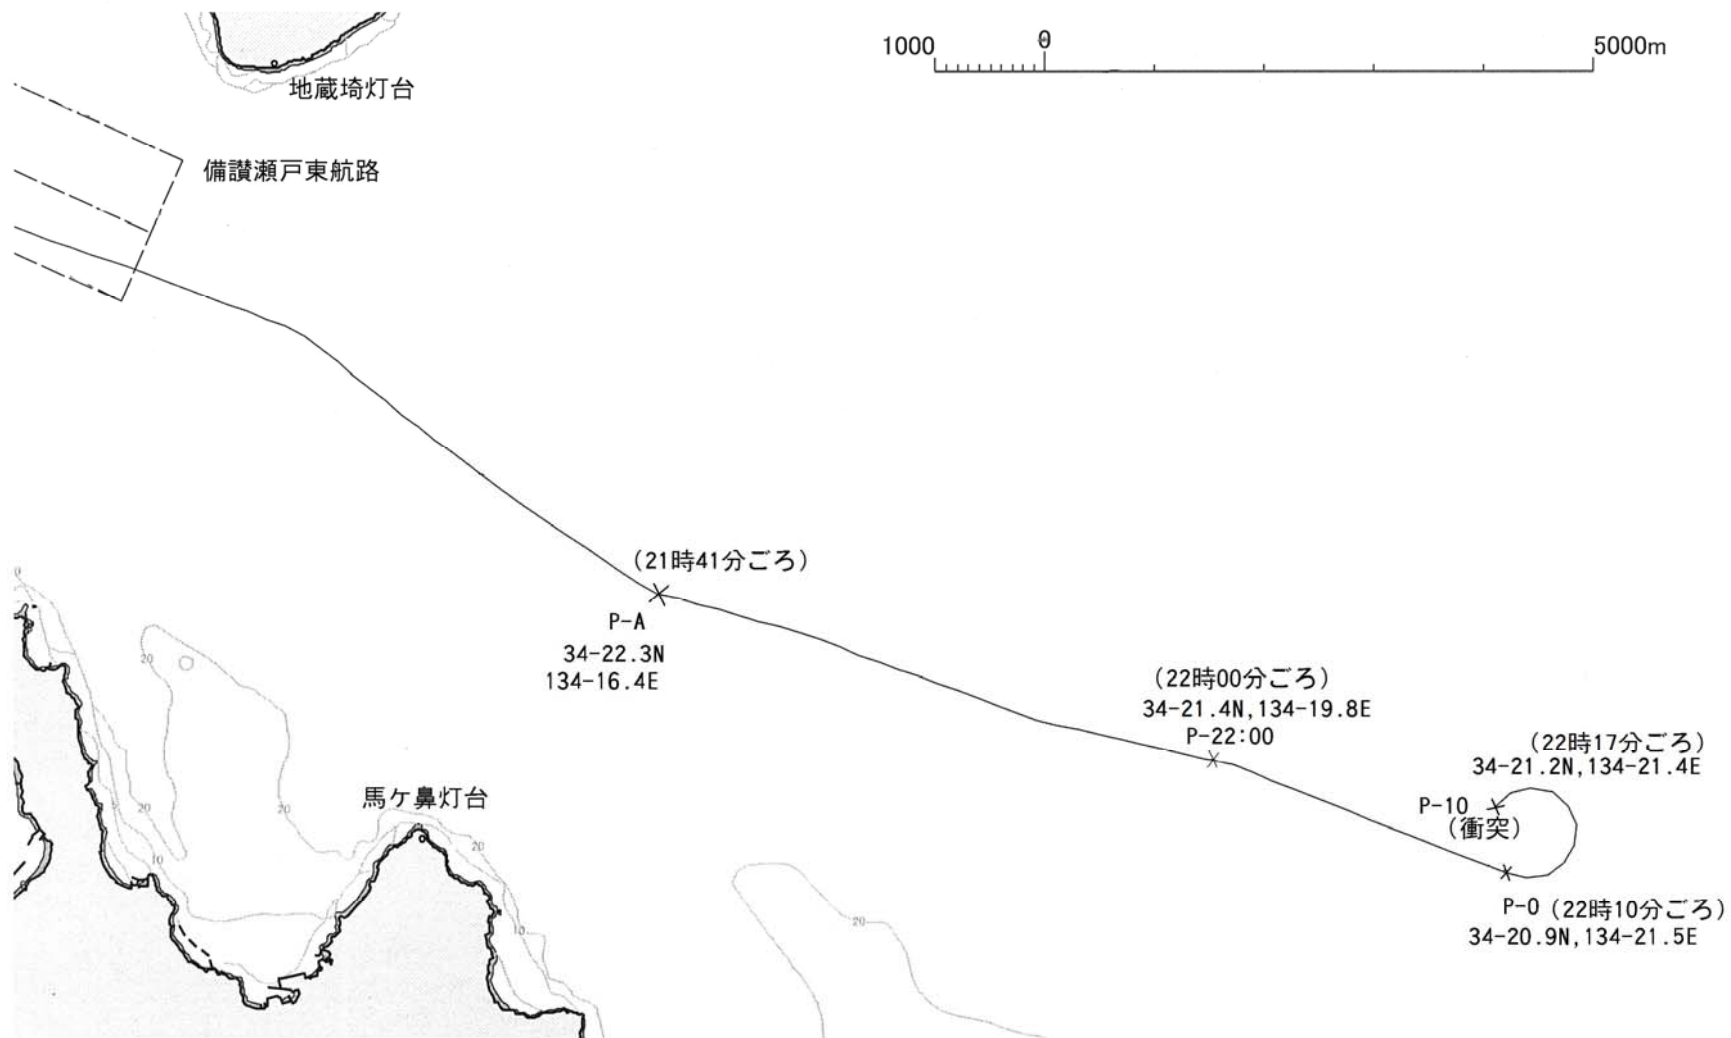 1000
0
5000m
地蔵埼灯台
備讃瀬戸東航路
(21時41分ごろ)
P-A
34-22.3N
134-16.4E
(22時00分ごろ)
34-21.4N,134-19.8E
P-22:00
(22時17分ごろ)
34-21.2N,134-21.4E
P-10
(衝突)
P-0 (22時10分ごろ)
34-20.9N,134-21.5E
馬ケ鼻灯台
20
20
20
10
20
10
20